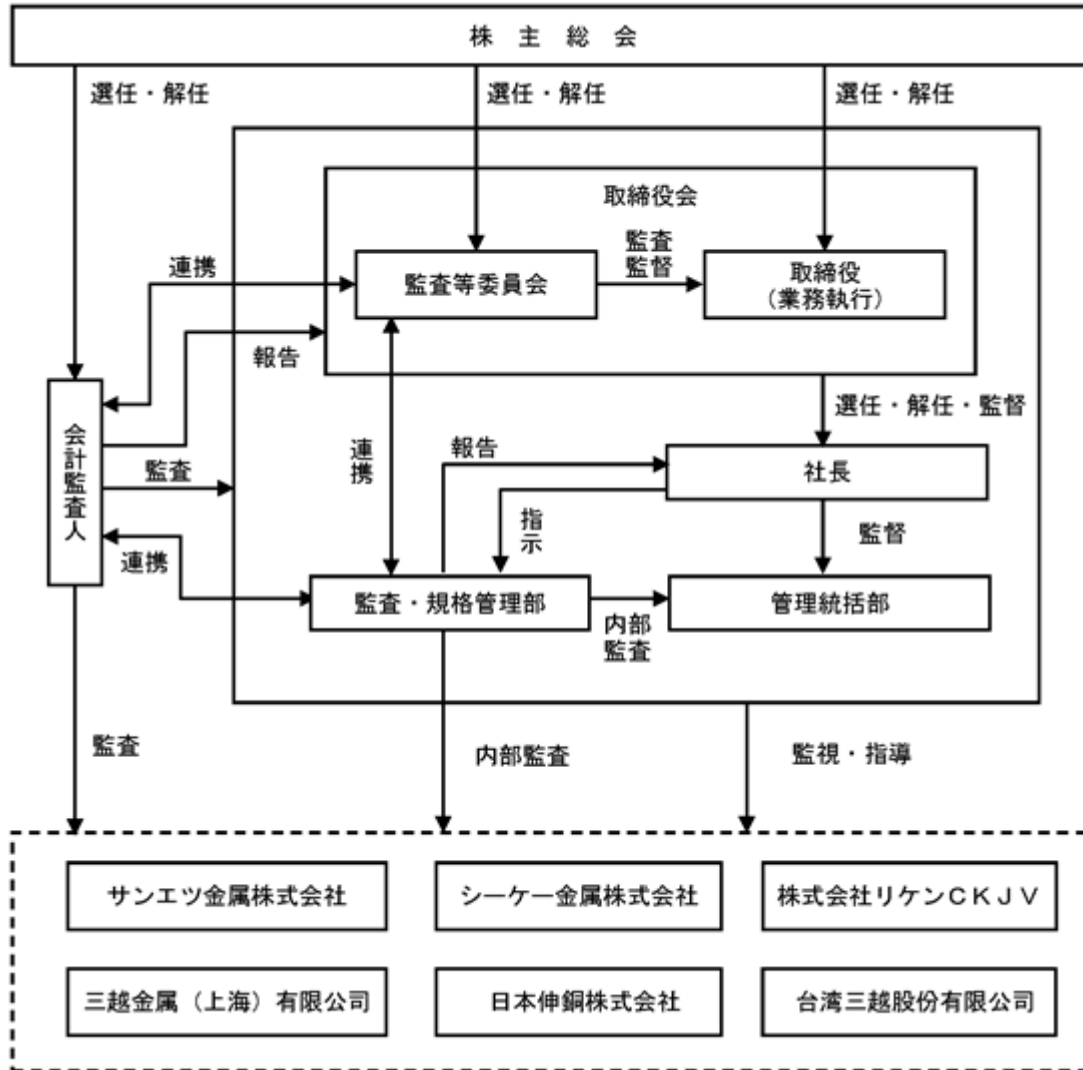 株主総会
選任・解任
選任・解任
選任・解任
取締役会
監査
監督
連携
監査等委員会
取締役
(業務執行)
報告
選任・解任・監督
会計監査人
連携
報告
社長
監査
指示
監督
連携
監査・規格管理部
管理統括部
内部
監査
監査
内部監査
監視・指導
サンエツ金属株式会社
シーケー金属株式会社
株式会社リケンCKJV
三越金属(上海)有限公司
日本伸銅株式会社
台湾三越股份有限公司